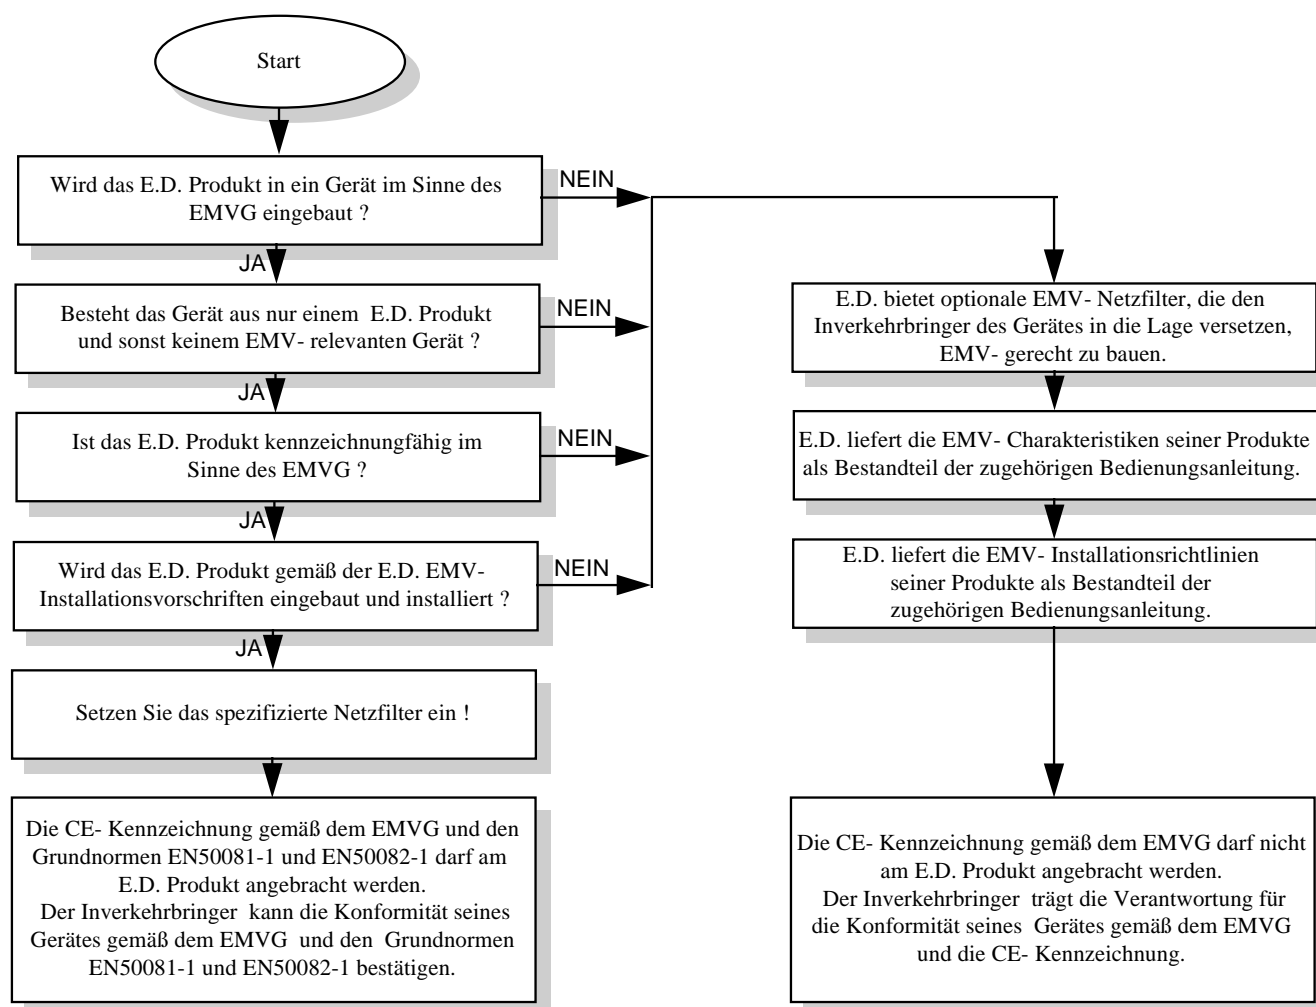 Start
Wird das E.D. Produkt in ein Gerät im Sinne des
EMVG eingebaut ?
NEIN
JA
Besteht das Gerät aus nur einem E.D. Produkt
und sonst keinem EMV- relevanten Gerät ?
NEIN
JA
Ist das E.D. Produkt kennzeichnungfähig im
Sinne des EMVG ?
NEIN
JA
Wird das E.D. Produkt gemäß der E.D. EMV-
Installationsvorschriften eingebaut und installiert ?
NEIN
JA
Setzen Sie das spezifizierte Netzfilter ein !
Die CE- Kennzeichnung gemäß dem EMVG und den
Grundnormen EN50081-1 und EN50082-1 darf am
E.D. Produkt angebracht werden.
Der Inverkehrbringer kann die Konformität seines
Gerätes gemäß dem EMVG und den Grundnormen
EN50081-1 und EN50082-1 bestätigen.
E.D. bietet optionale EMV- Netzfilter, die den
Inverkehrbringer des Gerätes in die Lage versetzen,
EMV- gerecht zu bauen.
E.D. liefert die EMV- Charakteristiken seiner Produkte
als Bestandteil der zugehörigen Bedienungsanleitung.
E.D. liefert die EMV- Installationsrichtlinien
seiner Produkte als Bestandteil der
zugehörigen Bedienungsanleitung.
Die CE- Kennzeichnung gemäß dem EMVG darf nicht
am E.D. Produkt angebracht werden.
Der Inverkehrbringer trägt die Verantwortung für
die Konformität seines Gerätes gemäß dem EMVG
und die CE- Kennzeichnung.